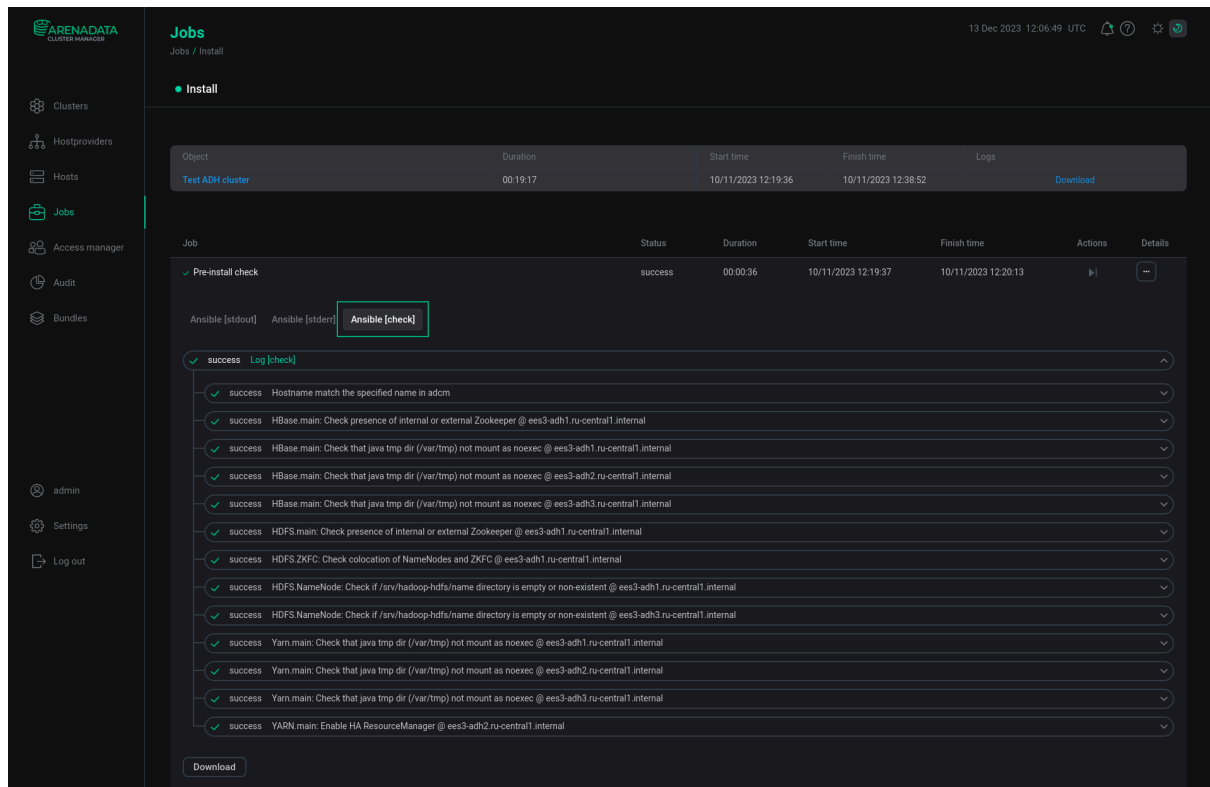 ARENADATA
CLUSTER MANAGER
Jobs
Jobs / Install
13 Dec 2023 12:06:49 UTC
Install
Clusters
Hostproviders
Hosts
Jobs
Access manager
Audit
Bundles
admin
Settings
Log out
Object Duration Start time Finish time Logs
Test ADH cluster 00:19:17 10/11/2023 12:19:36 10/11/2023 12:38:52 Download
Job Status Duration Start time Finish time Actions Details
Pre-install check success 00:00:36 10/11/2023 12:19:37 10/11/2023 12:20:13
Ansible [stdout] Ansible [stderr] Ansible [check]
success Log [check]
success Hostname match the specified name in adcm
success HBase.main: Check presence of internal or external Zookeeper @ ees3-adh1.ru-central1.internal
success HBase.main: Check that java tmp dir (/var/tmp) not mount as noexec @ ees3-adh1.ru-central1.internal
success HBase.main: Check that java tmp dir (/var/tmp) not mount as noexec @ ees3-adh2.ru-central1.internal
success HBase.main: Check that java tmp dir (/var/tmp) not mount as noexec @ ees3-adh3.ru-central1.internal
success HDFS.main: Check presence of internal or external Zookeeper @ ees3-adh1.ru-central1.internal
success HDFS.ZKFC: Check colocation of NameNodes and ZKFC @ ees3-adh1.ru-central1.internal
success HDFS.NameNode: Check if /srv/hadoop-hdfs/name directory is empty or non-existent @ ees3-adh1.ru-central1.internal
success HDFS.NameNode: Check if /srv/hadoop-hdfs/name directory is empty or non-existent @ ees3-adh3.ru-central1.internal
success Yarn.main: Check that java tmp dir (/var/tmp) not mount as noexec @ ees3-adh1.ru-central1.internal
success Yarn.main: Check that java tmp dir (/var/tmp) not mount as noexec @ ees3-adh2.ru-central1.internal
success Yarn.main: Check that java tmp dir (/var/tmp) not mount as noexec @ ees3-adh3.ru-central1.internal
success YARN.main: Enable HA ResourceManager @ ees3-adh2.ru-central1.internal
Download